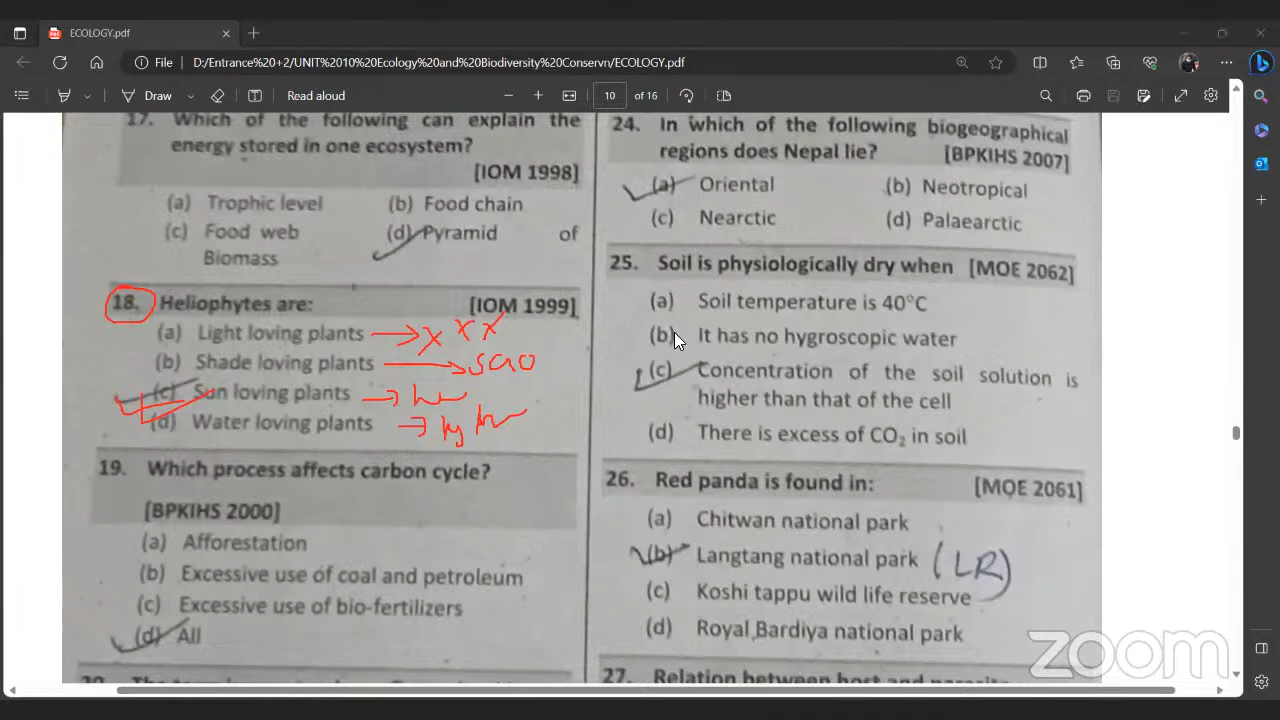 ECOLOGY.pdf
File
D:/Entrance%20+2/UNIT%2010%20Ecology%20and%20Biodiversity%20Conservn/ECOLOGY.pdf
Draw
Read aloud
10 of 16
17. Which of the following can explain the
energy stored in one ecosystem?
[IOM 1998]
(a) Trophic level (b) Food chain
(c) Food web (d) Pyramid of
Biomass
18. Heliophytes are: [IOM 1999]
(a) Light loving plants → X X X
(b) Shade loving plants
(c) Sun loving plants
(d) Water loving plants
19. Which process affects carbon cycle?
[BPKIHS 2000]
(a) Afforestation
(b) Excessive use of coal and petroleum
(c) Excessive use of bio-fertilizers
(d) All
24. In which of the following biogeographical
regions does Nepal lie? [BPKIHS 2007]
(a) Oriental (b) Neotropical
(c) Nearctic (d) Palaearctic
25. Soil is physiologically dry when [MOE 2062]
(a) Soil temperature is 40°C
(b) It has no hygroscopic water
(c) Concentration of the soil solution is
higher than that of the cell
(d) There is excess of CO₂ in soil
26. Red panda is found in: [MOE 2061]
(a) Chitwan national park
(b) Langtang national park (LR)
(c) Koshi tappu wild life reserve
(d) Royal Bardiya national park
27. Relation between host and parasite
zoom